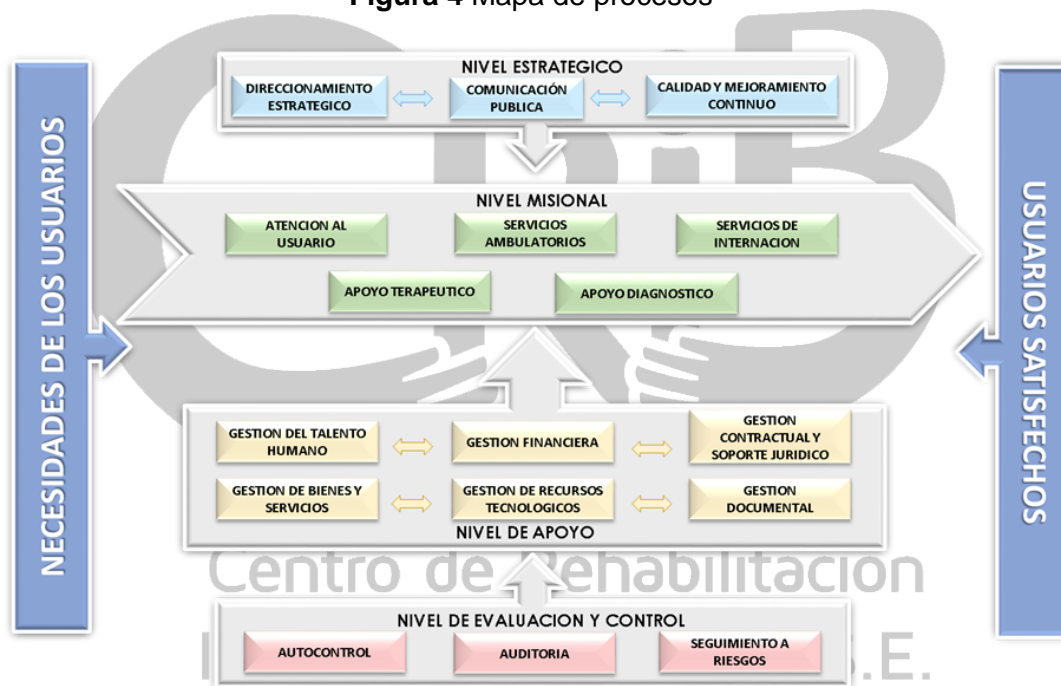 Figura 4 Mapa de procesos
NIVEL ESTRATEGICO
DIRECCIONAMIENTO
ESTRATEGICO
COMUNICACIÓN
PUBLICA
CALIDAD Y MEJORAMIENTO
CONTINUO
NECESIDADES DE LOS USUARIOS
NIVEL MISIONAL
ATENCION AL
USUARIO
SERVICIOS
AMBULATORIOS
SERVICIOS DE
INTERNACION
APOYO TERAPEUTICO
APOYO DIAGNOSTICO
USUARIOS SATISFECHOS
GESTION DEL TALENTO
HUMANO
GESTION FINANCIERA
GESTION
CONTRACTUAL Y
SOPORTE JURIDICO
GESTION DE BIENES Y
SERVICIOS
GESTION DE RECURSOS
TECNOLOGICOS
GESTION
DOCUMENTAL
NIVEL DE APOYO
Centro de Rehabilitación
NIVEL DE EVALUACION Y CONTROL
AUTOCONTROL
AUDITORIA
SEGUIMIENTO A
RIESGOS